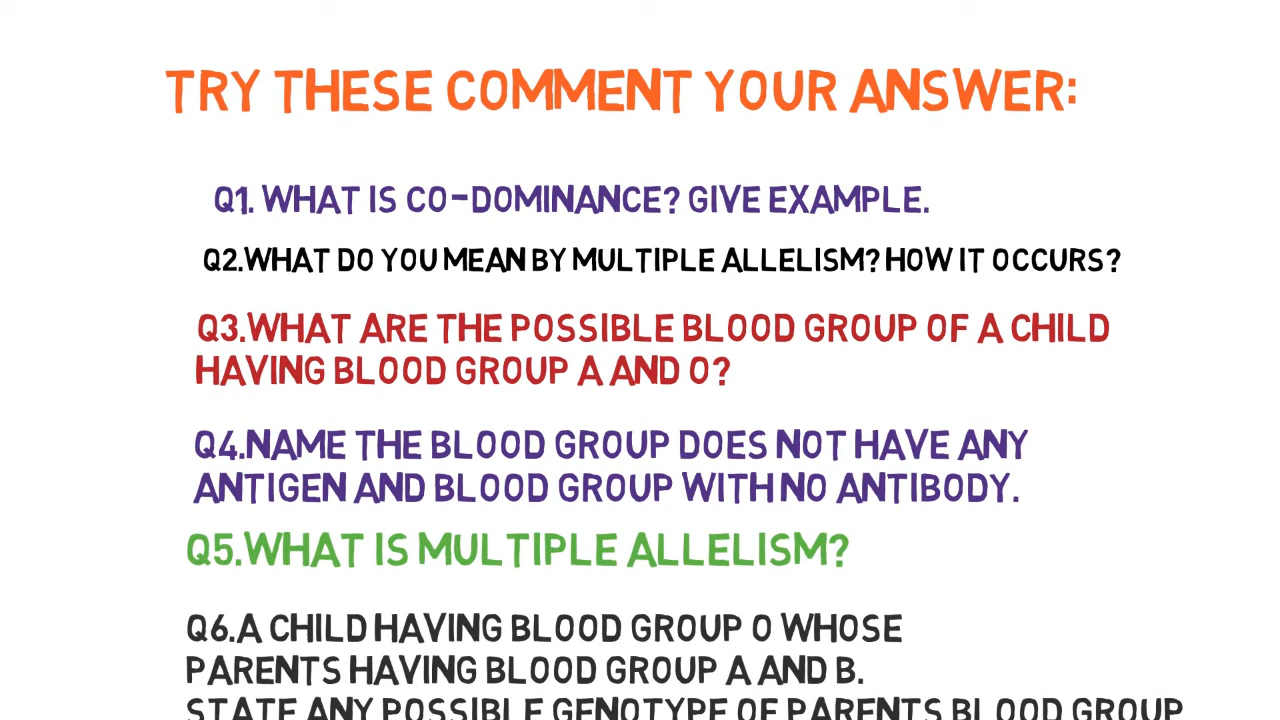 TRY THESE COMMENT YOUR ANSWER:
Q1. WHAT IS CO-DOMINANCE? GIVE EXAMPLE.
Q2.WHAT DO YOU MEAN BY MULTIPLE ALLELISM? HOW IT OCCURS?
Q3.WHAT ARE THE POSSIBLE BLOOD GROUP OF A CHILD
HAVING BLOOD GROUP A AND O?
Q4.NAME THE BLOOD GROUP DOES NOT HAVE ANY
ANTIGEN AND BLOOD GROUP WITH NO ANTIBODY.
Q5.WHAT IS MULTIPLE ALLELISM?
Q6.A CHILD HAVING BLOOD GROUP O WHOSE
PARENTS HAVING BLOOD GROUP A AND B.
STATE ANY POSSIBLE GENOTYPE OF PARENTS BLOOD GROUP